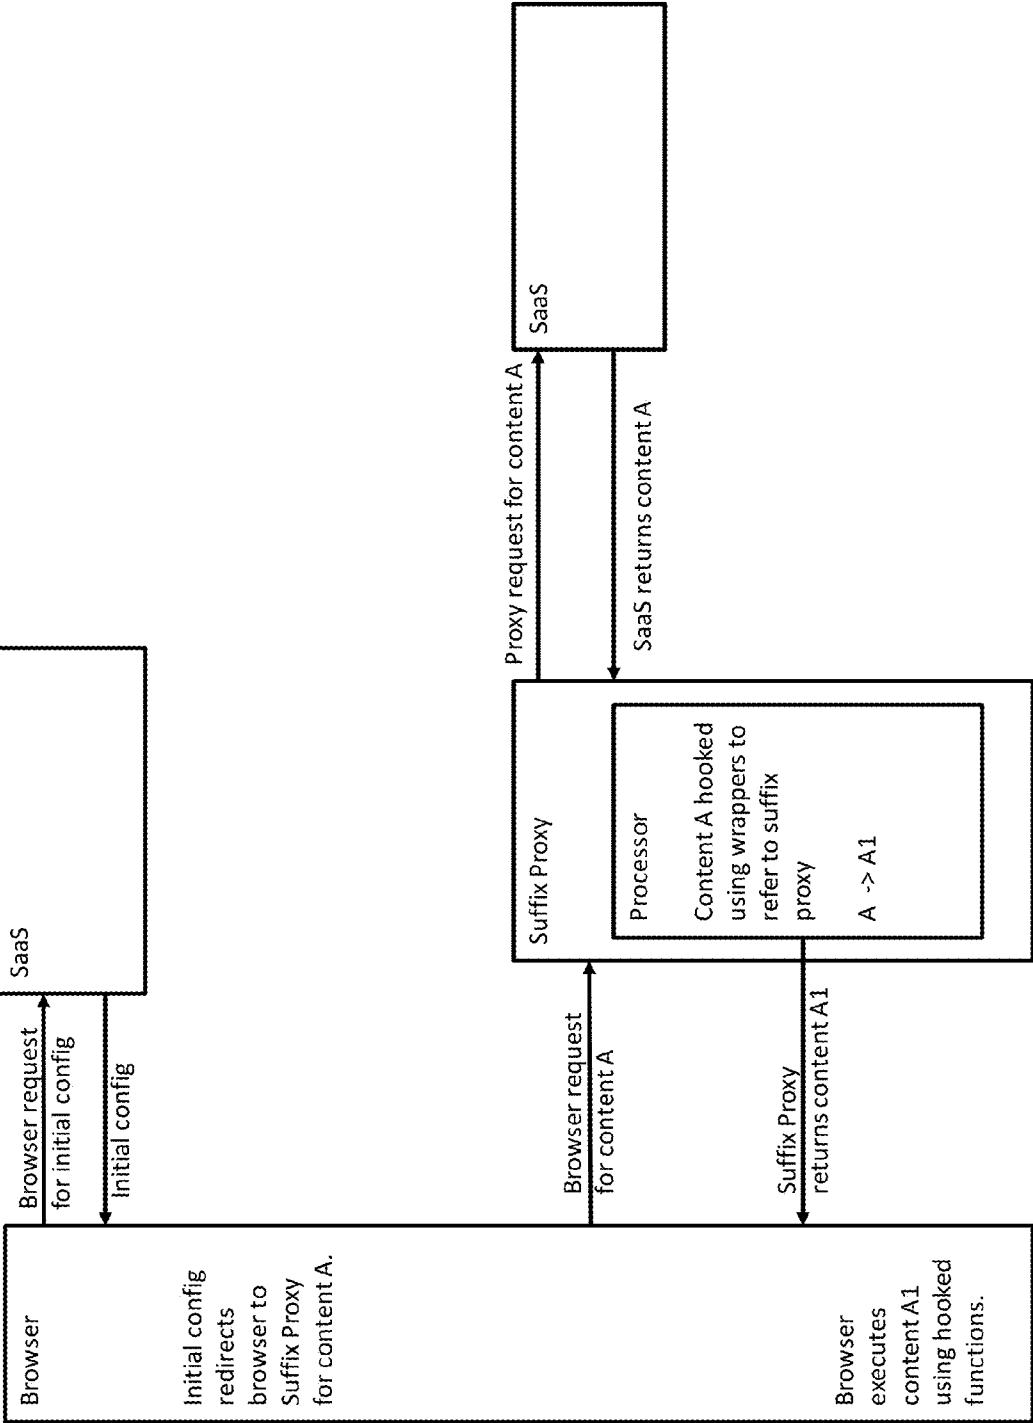 Browser
Initial config
redirects
browser to
Suffix Proxy
for content A.
Browser
executes
content A1
using hooked
functions.
Browser request
for initial config
Initial config
SaaS
Browser request
for content A
Suffix Proxy
returns content A1
Suffix Proxy
Processor
Content A hooked
using wrappers to
refer to suffix
proxy
A -> A1
Proxy request for content A
SaaS returns content A
SaaS